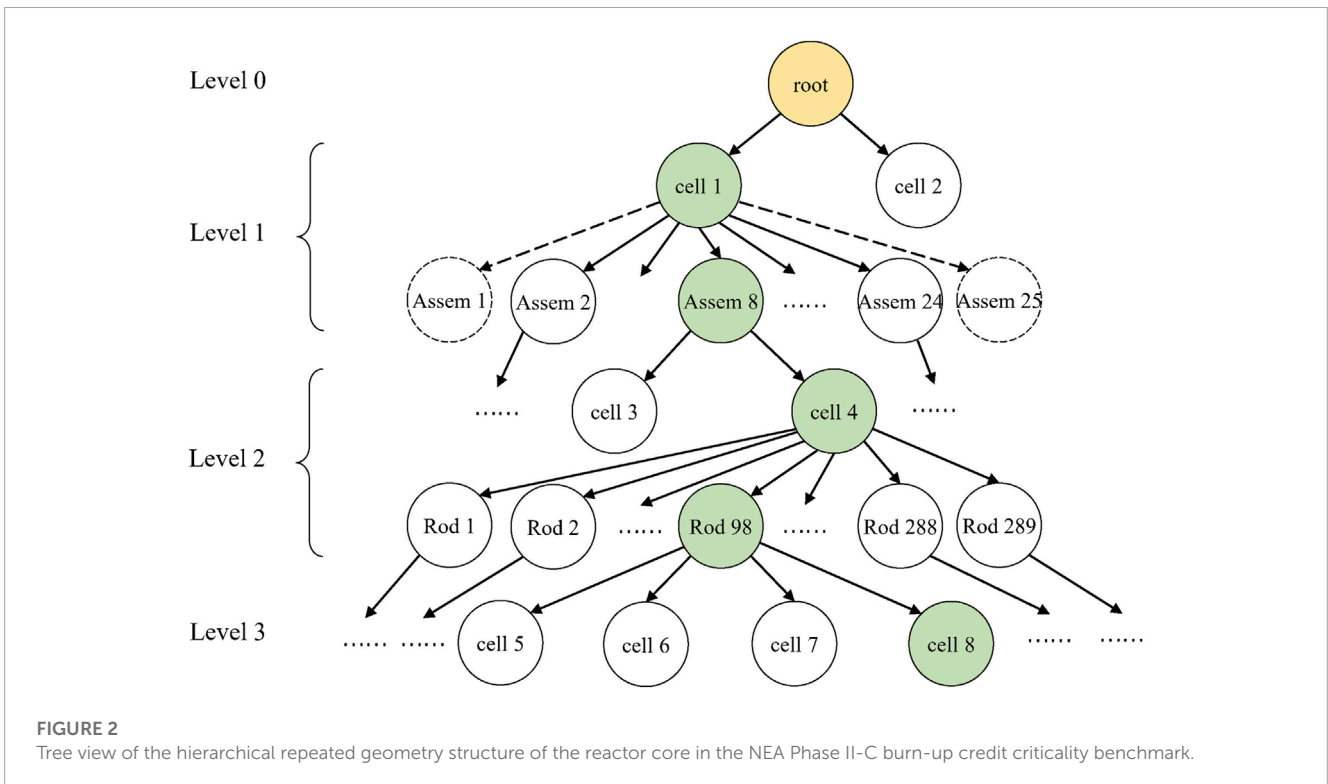 Level 0
root
cell 1
cell 2
Level 1
Assem 1
Assem 2
Assem 8
……
Assem 24
Assem 25
……
cell 3
cell 4
……
Level 2
Rod 1
Rod 2
……
Rod 98
……
Rod 288
Rod 289
Level 3
……
……
cell 5
cell 6
cell 7
cell 8
……
……
FIGURE 2
Tree view of the hierarchical repeated geometry structure of the reactor core in the NEA Phase II-C burn-up credit criticality benchmark.